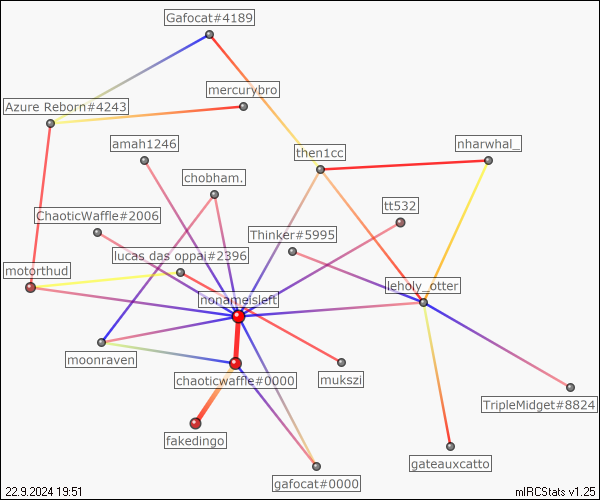 Gafocat#4189
mercurybro
Azure Reborn#4243
amah1246
nharwhal_
then1cc
chobham.
tt532
ChaoticWaffle#2006
Thinker#5995
lucas das oppai#2396
motorthud
leholy_otter
nonameisleft
moonraven
chaoticwaffle#0000
mukszi
TripleMidget#8824
fakedingo
gateauxcatto
gafocat#0000
22.9.2024 19:51
mIRCStats v1.25